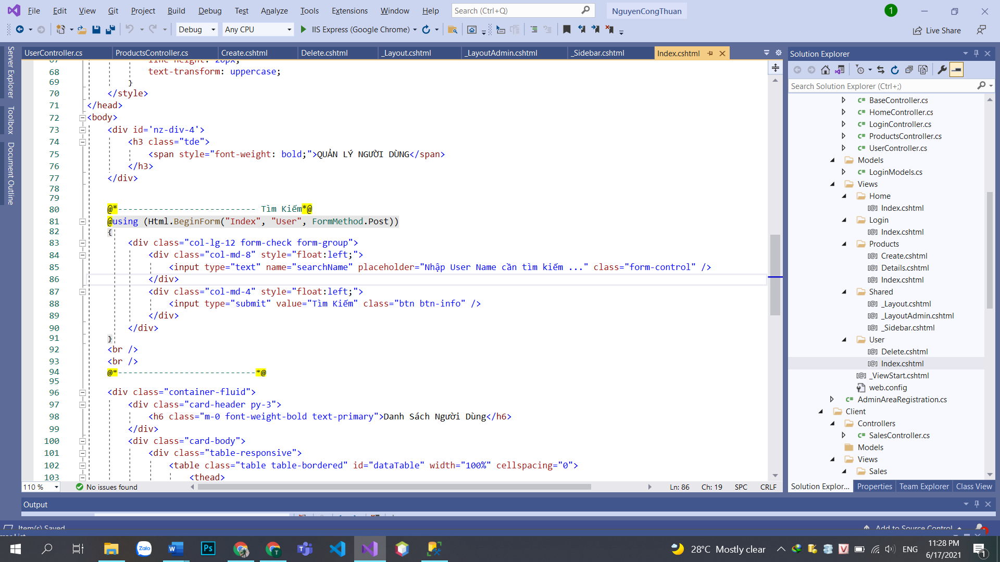 File Edit View Git Project Build Debug Test Analyze Tools Extensions Window Help Search (Ctrl+Q) NguyenCongThuan 1
Debug Any CPU IIS Express (Google Chrome) Live Share
Server Explorer
Toolbox
Document Outline
UserController.cs ProductsController.cs Create.cshtml Delete.cshtml _Layout.cshtml _LayoutAdmin.cshtml _Sidebar.cshtml Index.cshtml
67 line-height: 20px;
68 text-transform: uppercase;
69 }
70 </style>
71 </head>
72 <body>
73 <div id='nz-div-4'>
74 <h3 class="tde">
75 <span style="font-weight: bold;">QUẢN LÝ NGƯỜI DÙNG</span>
76 </h3>
77 </div>
78
79
80 @*--------------------------- Tìm Kiếm*@
81 @using (Html.BeginForm("Index", "User", FormMethod.Post))
82 {
83 <div class="col-lg-12 form-check form-group">
84 <div class="col-md-8" style="float:left;">
85 <input type="text" name="searchName" placeholder="Nhập User Name cần tìm kiếm ..." class="form-control" />
86 </div>
87 <div class="col-md-4" style="float:left;">
88 <input type="submit" value="Tìm Kiếm" class="btn btn-info" />
89 </div>
90 </div>
91 }
92 <br />
93 <br />
94 @*---------------------------*@
95
96 <div class="container-fluid">
97 <div class="card-header py-3">
98 <h6 class="m-0 font-weight-bold text-primary">Danh Sách Người Dùng</h6>
99 </div>
100 <div class="card-body">
101 <div class="table-responsive">
102 <table class="table table-bordered" id="dataTable" width="100%" cellspacing="0">
103 <thead>
110 % No issues found Ln: 86 Ch: 19 SPC CRLF
Solution Explorer
Search Solution Explorer (Ctrl+;)
C# BaseController.cs
C# HomeController.cs
C# LoginController.cs
C# ProductsController.cs
C# UserController.cs
Models
C# LoginModels.cs
Views
Home
[@] Index.cshtml
Login
[@] Index.cshtml
Products
[@] Create.cshtml
[@] Details.cshtml
[@] Index.cshtml
Shared
[@] _Layout.cshtml
[@] _LayoutAdmin.cshtml
[@] _Sidebar.cshtml
User
[@] Delete.cshtml
[@] Index.cshtml
[@] _ViewStart.cshtml
web.config
C# AdminAreaRegistration.cs
Client
Controllers
C# SalesController.cs
Models
Views
Sales
Solution Explor... Properties Team Explorer Class View
Output
Item(s) Saved Add to Source Control
Zalo Ps 28°C Mostly clear ENG 11:28 PM
6/17/2021 1